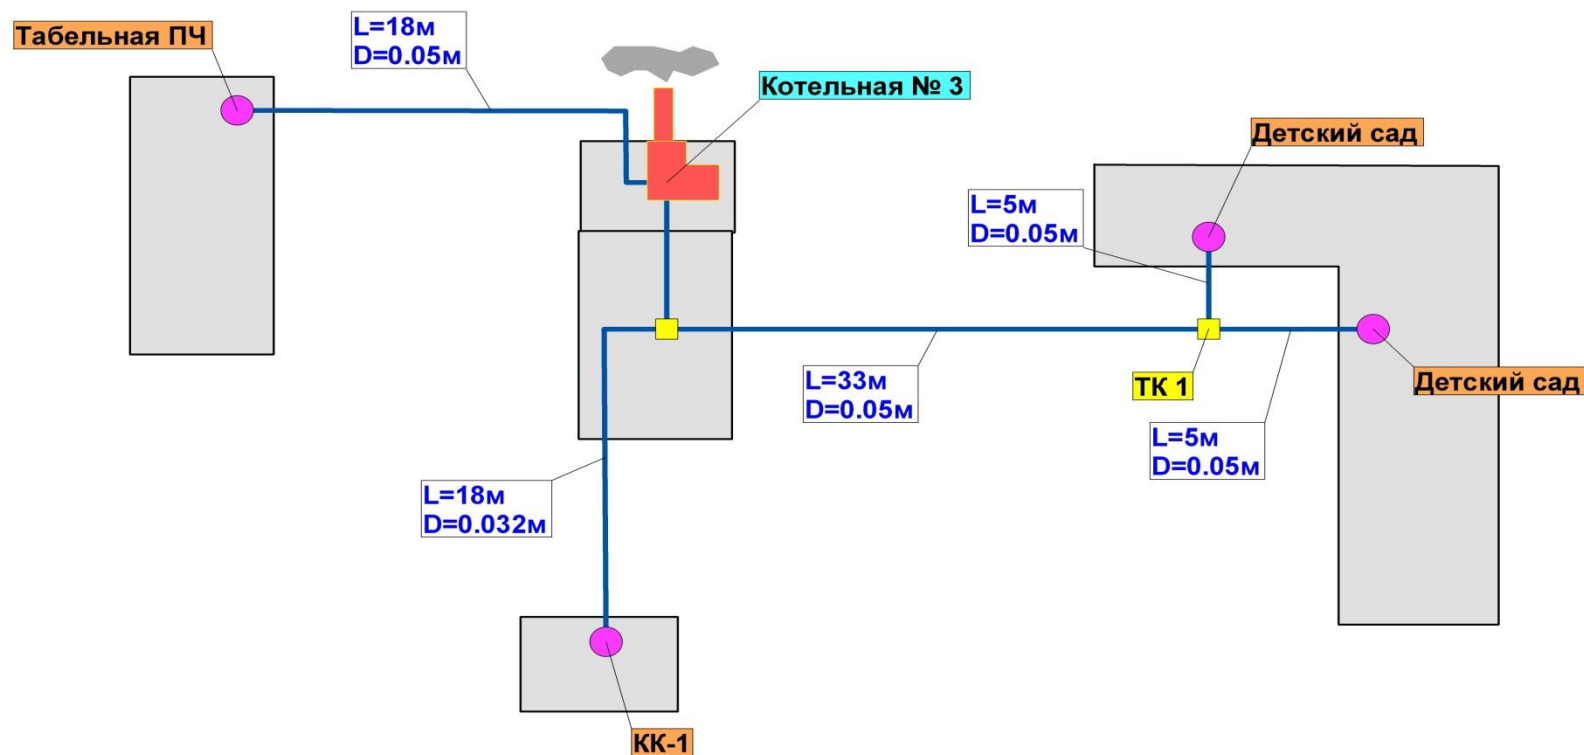 L=18м
D=0.05м
Табельная ПЧ
Котельная № 3
Детский сад
L=5м
D=0.05м
L=33м
D=0.05м
ТК 1
Детский сад
L=5м
D=0.05м
L=18м
D=0.032м
КК-1